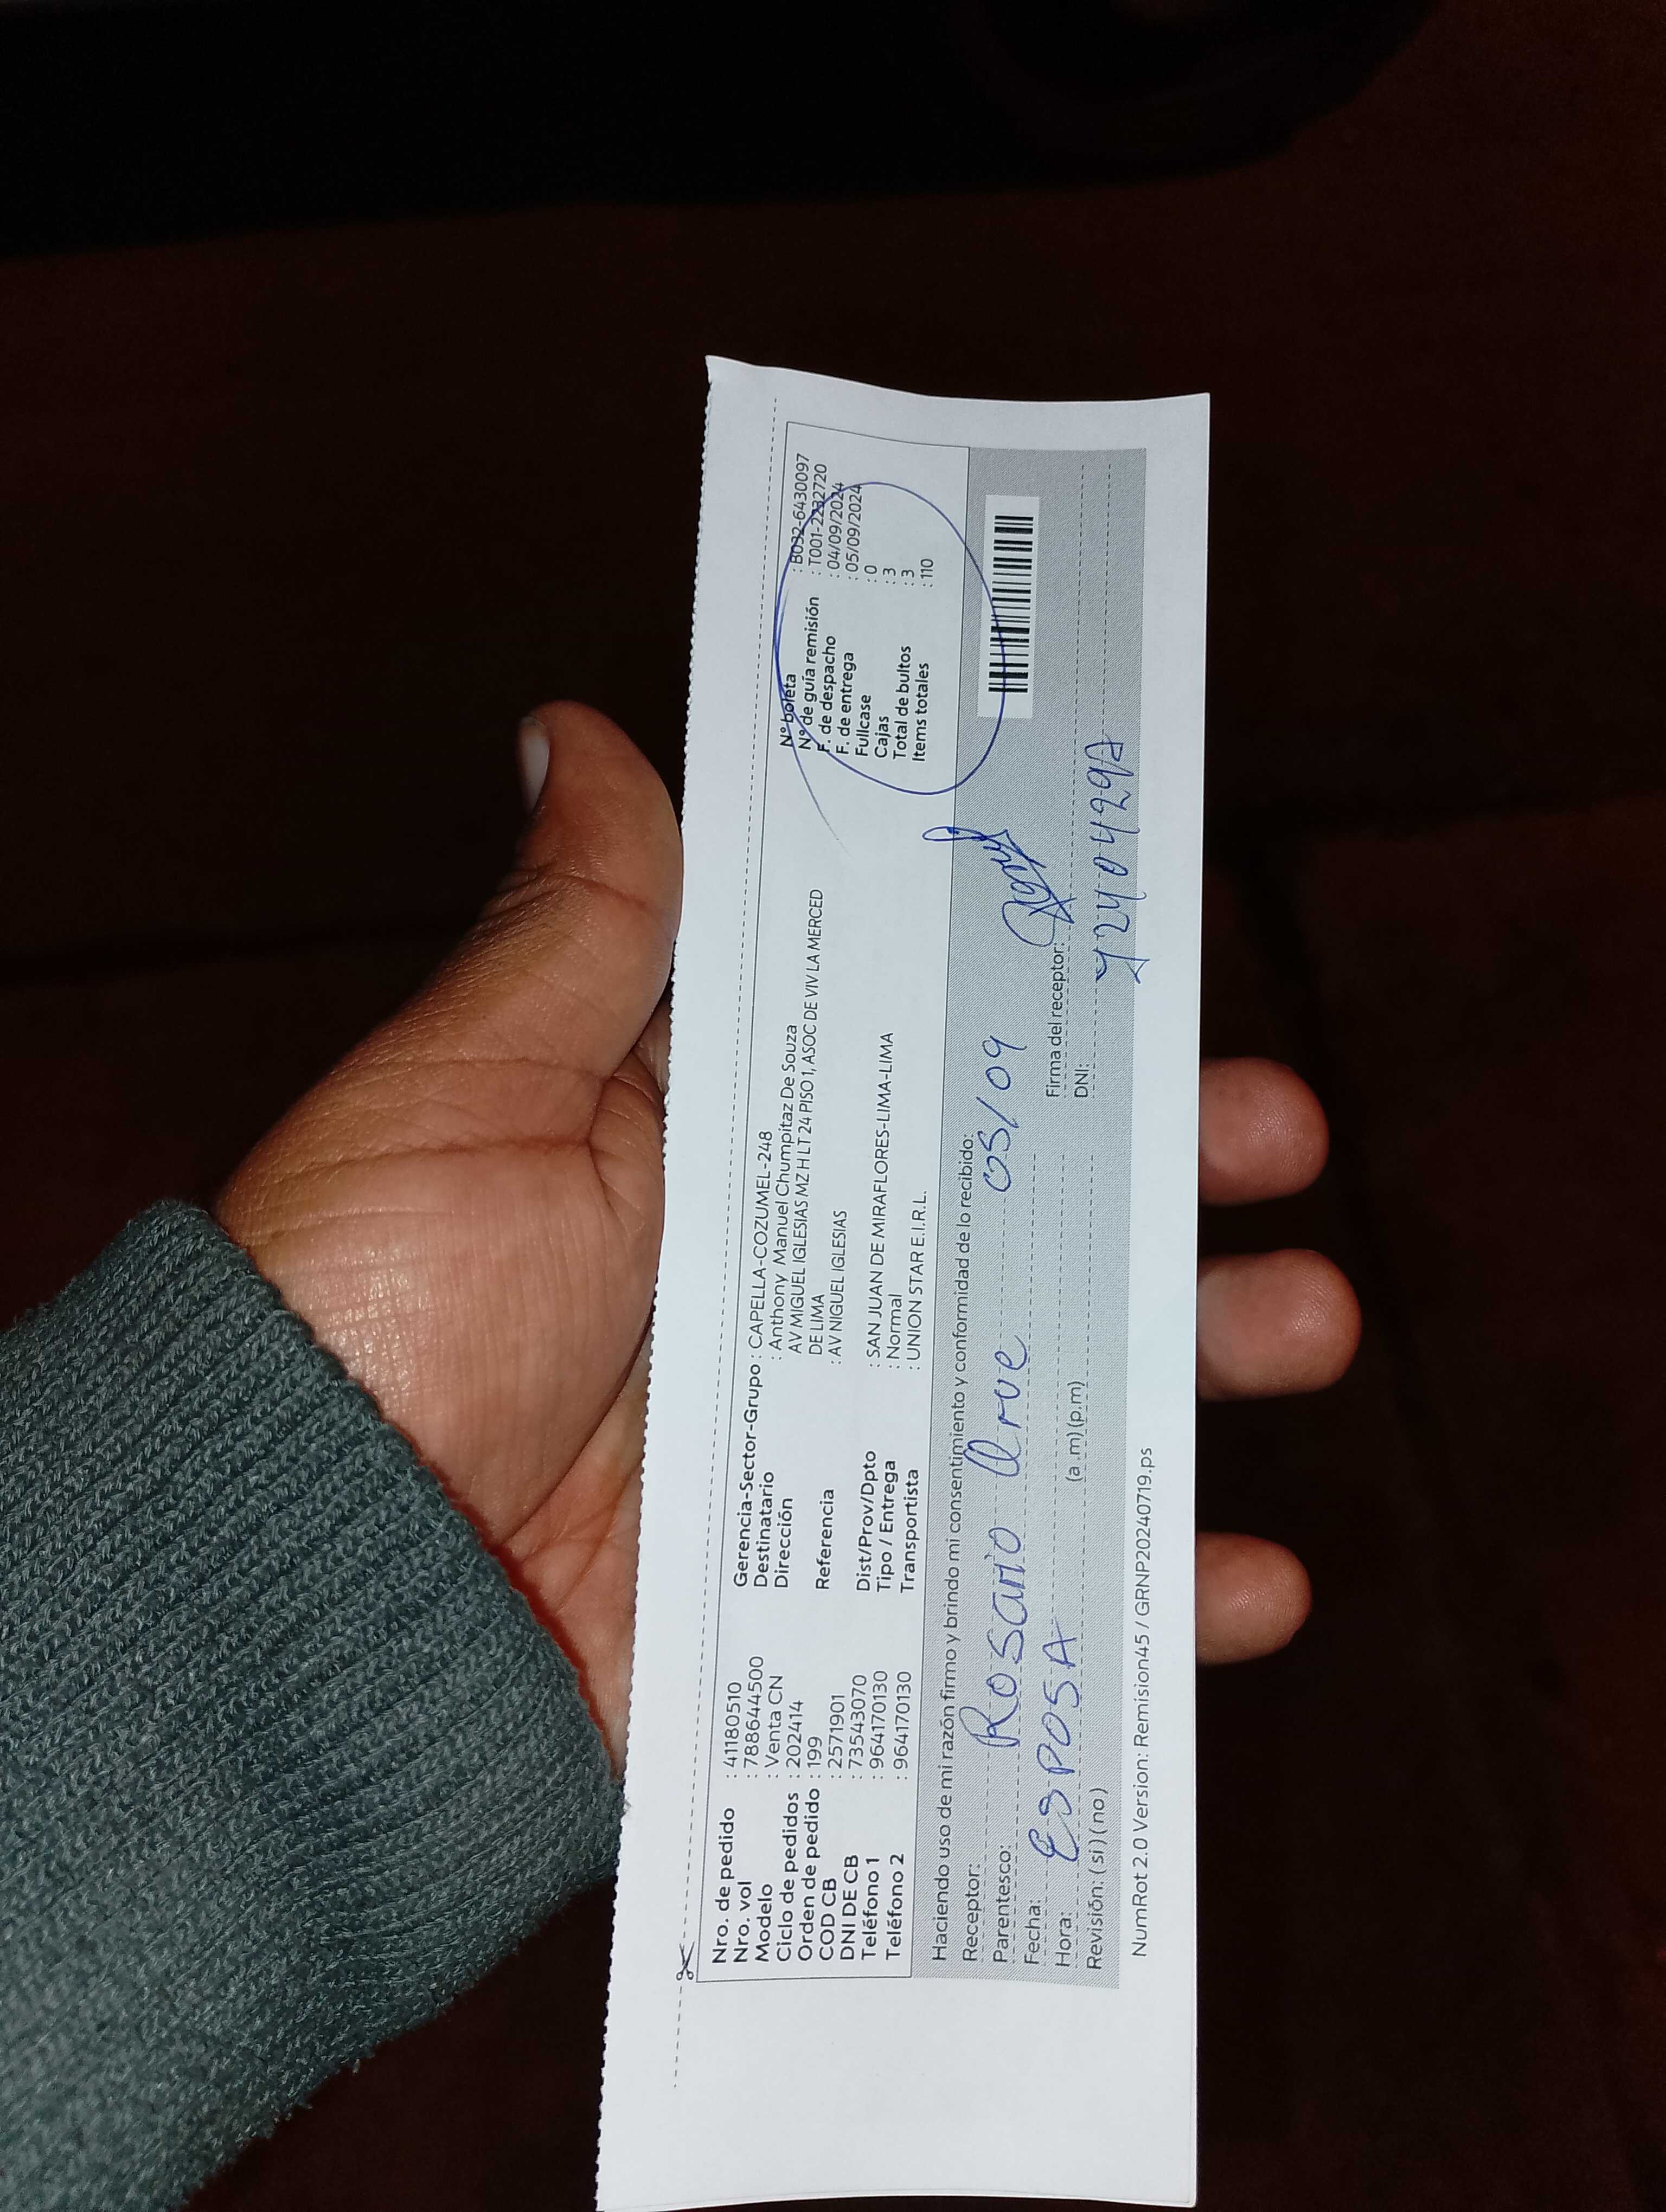 Nro. de pedido : 41180510
Nro. vol : 788644500
Modelo : Venta CN
Ciclo de pedidos : 202414
Orden de pedido : 199
COD CB : 2571901
DNI DE CB : 73543070
Teléfono 1 : 964170130
Teléfono 2 : 964170130
Gerencia-Sector-Grupo : CAPELLA-COZUMEL-248
Destinatario : Anthony Manuel Chumpitaz De Souza
Dirección AV MIGUEL IGLESIAS MZ H LT 24 PISO 1, ASOC DE VIV LA MERCED
DE LIMA
Referencia : AV NIGUEL IGLESIAS
Dist/Prov/Dpto : SAN JUAN DE MIRAFLORES-LIMA-LIMA
Tipo / Entrega : Normal
Transportista : UNION STAR E.I.R.L.
Nº boleta : B032-6430097
Nº de guía remisión : T001-2232720
F. de despacho : 04/09/2024
F. de entrega : 05/09/2024
Fullcase : 0
Cajas : 3
Total de bultos : 3
Items totales : 110
Haciendo uso de mi razón firmo y brindo mi consentimiento y conformidad de lo recibido:
Receptor: Rosario Urve 05/09
Parentesco: ESPOSA
Fecha:
Hora: (a.m) (p.m)
Revisión: ( si ) ( no )
Firma del receptor:
DNI:
NumRot 2.0 Version: Remision45 / GRNP20240719.ps